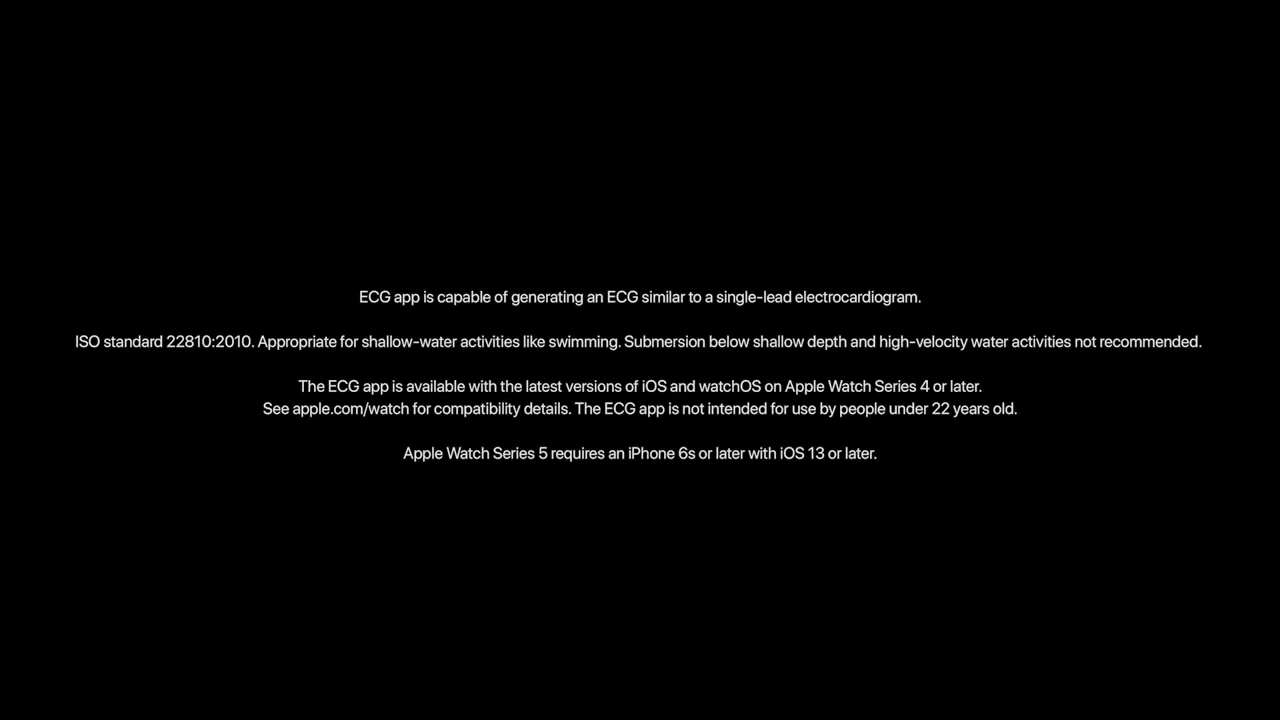 ECG app is capable of generating an ECG similar to a single-lead electrocardiogram.
ISO standard 22810:2010. Appropriate for shallow-water activities like swimming. Submersion below shallow depth and high-velocity water activities not recommended.
The ECG app is available with the latest versions of iOS and watchOS on Apple Watch Series 4 or later.
See apple.com/watch for compatibility details. The ECG app is not intended for use by people under 22 years old.
Apple Watch Series 5 requires an iPhone 6s or later with iOS 13 or later.